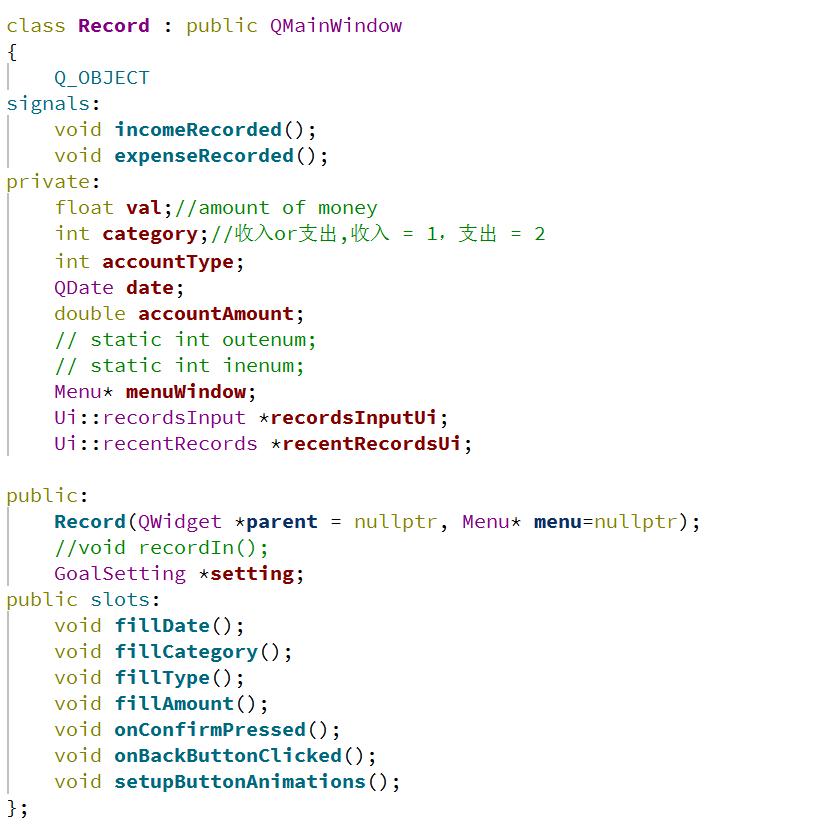 class Record : public QMainWindow
{
    Q_OBJECT
signals:
    void incomeRecorded();
    void expenseRecorded();
private:
    float val;//amount of money
    int category;//收入or支出,收入 = 1，支出 = 2
    int accountType;
    QDate date;
    double accountAmount;
    // static int outenum;
    // static int inenum;
    Menu* menuWindow;
    Ui::recordsInput *recordsInputUi;
    Ui::recentRecords *recentRecordsUi;

public:
    Record(QWidget *parent = nullptr, Menu* menu=nullptr);
    //void recordIn();
    GoalSetting *setting;
public slots:
    void fillDate();
    void fillCategory();
    void fillType();
    void fillAmount();
    void onConfirmPressed();
    void onBackButtonClicked();
    void setupButtonAnimations();
};